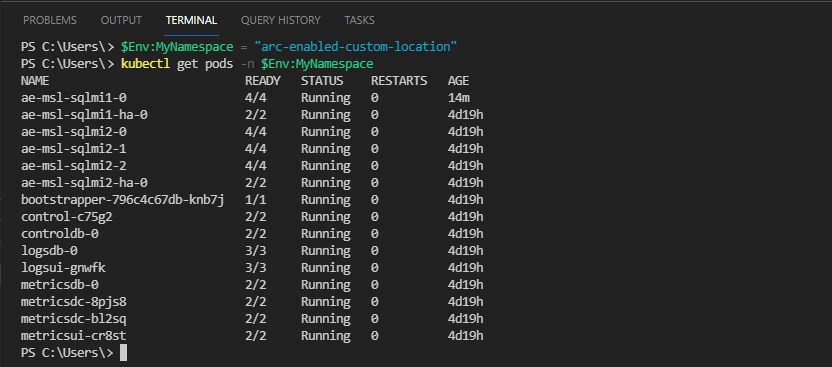 PROBLEMS OUTPUT TERMINAL QUERY HISTORY TASKS
PS C:\Users\> $Env:MyNamespace = "arc-enabled-custom-location"
PS C:\Users\> kubectl get pods -n $Env:MyNamespace
NAME READY STATUS RESTARTS AGE
ae-msl-sqlmi1-0 4/4 Running 0 14m
ae-msl-sqlmi1-ha-0 2/2 Running 0 4d19h
ae-msl-sqlmi2-0 4/4 Running 0 4d19h
ae-msl-sqlmi2-1 4/4 Running 0 4d19h
ae-msl-sqlmi2-2 4/4 Running 0 4d19h
ae-msl-sqlmi2-ha-0 2/2 Running 0 4d19h
bootstrapper-796c4c67db-knb7j 1/1 Running 0 4d19h
control-c75g2 2/2 Running 0 4d19h
controldb-0 2/2 Running 0 4d19h
logsdb-0 3/3 Running 0 4d19h
logsui-gnwfk 3/3 Running 0 4d19h
metricsdb-0 2/2 Running 0 4d19h
metricsdc-8pjs8 2/2 Running 0 4d19h
metricsdc-bl2sq 2/2 Running 0 4d19h
metricsui-cr8st 2/2 Running 0 4d19h
PS C:\Users\>